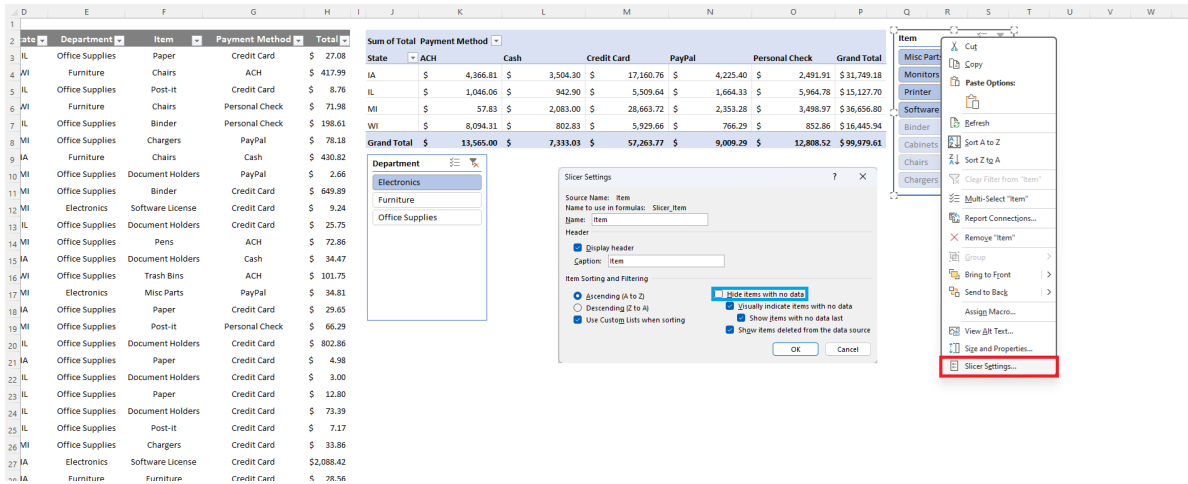 D E F G H I J K L M N O P Q R S T U V W
1
2 tate Department Item Payment Method Total
3 IL Office Supplies Paper Credit Card $ 27.08
4 WI Furniture Chairs ACH $ 417.99
5 IL Office Supplies Post-it Credit Card $ 8.76
6 WI Furniture Chairs Personal Check $ 71.98
7 IL Office Supplies Binder Personal Check $ 198.61
8 MI Office Supplies Chargers PayPal $ 78.18
9 IA Furniture Chairs Cash $ 430.82
10 MI Office Supplies Document Holders PayPal $ 2.66
11 MI Office Supplies Binder Credit Card $ 649.89
12 MI Electronics Software License Credit Card $ 9.24
13 IL Office Supplies Document Holders Credit Card $ 25.75
14 MI Office Supplies Pens ACH $ 72.86
15 IA Office Supplies Document Holders Cash $ 34.47
16 WI Office Supplies Trash Bins ACH $ 101.75
17 MI Electronics Misc Parts PayPal $ 34.81
18 IA Office Supplies Paper Credit Card $ 29.65
19 MI Office Supplies Post-it Personal Check $ 66.29
20 IL Office Supplies Document Holders Credit Card $ 802.86
21 IA Office Supplies Paper Credit Card $ 4.98
22 IL Office Supplies Document Holders Credit Card $ 3.00
23 IL Office Supplies Paper Credit Card $ 12.80
24 IL Office Supplies Document Holders Credit Card $ 73.39
25 IL Office Supplies Post-it Credit Card $ 7.17
26 MI Office Supplies Chargers Credit Card $ 33.86
27 IA Electronics Software License Credit Card $2,088.42
28 IA Furniture Furniture Credit Card $ 28.56
Sum of Total Payment Method
State ACH Cash Credit Card PayPal Personal Check Grand Total
IA $ 4,366.81 $ 3,504.30 $ 17,160.76 $ 4,225.40 $ 2,491.91 $ 31,749.18
IL $ 1,046.06 $ 942.90 $ 5,509.64 $ 1,664.33 $ 5,964.78 $ 15,127.70
MI $ 57.83 $ 2,083.00 $ 28,663.72 $ 2,353.28 $ 3,498.97 $ 36,656.80
WI $ 8,094.31 $ 802.83 $ 5,929.66 $ 766.29 $ 852.86 $ 16,445.94
Grand Total $ 13,565.00 $ 7,333.03 $ 57,263.77 $ 9,009.29 $ 12,808.52 $ 99,979.61
Department
Electronics
Furniture
Office Supplies
Slicer Settings ?
Source Name: Item
Name to use in formulas: Slicer_Item
Name: Item
Header
Display header
Caption: Item
Item Sorting and Filtering
Ascending (A to Z)
Descending (Z to A)
Use Custom Lists when sorting
Hide items with no data
Visually indicate items with no data
Show items with no data last
Show items deleted from the data source
OK Cancel
Item
Misc Parts
Monitors
Printer
Software
Binder
Cabinets
Chairs
Chargers
Cut
Copy
Paste Options:
Refresh
Sort A to Z
Sort Z to A
Clear Filter from "Item"
Multi-Select "Item"
Report Connections...
Remove "Item"
Group
Bring to Front
Send to Back
Assign Macro...
View Alt Text...
Size and Properties...
Slicer Settings...